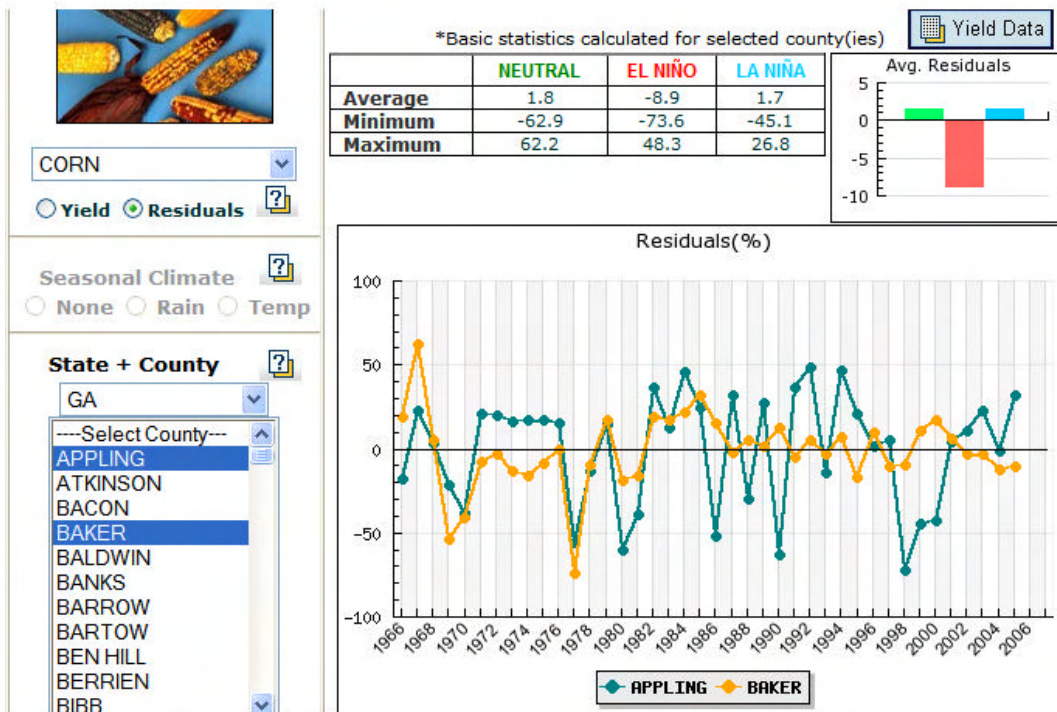 *Basic statistics calculated for selected county(ies)
Yield Data
NEUTRAL EL NIÑO LA NIÑA
Average 1.8 -8.9 1.7
Minimum -62.9 -73.6 -45.1
Maximum 62.2 48.3 26.8
Avg. Residuals
5
0
-5
-10
CORN
Yield Residuals ?
Seasonal Climate ?
None Rain Temp
State + County ?
GA
----Select County---
APPLING
ATKINSON
BACON
BAKER
BALDWIN
BANKS
BARROW
BARTOW
BEN HILL
BERRIEN
BIBB
Residuals(%)
100
50
0
-50
-100
1966 1968 1970 1972 1974 1976 1978 1980 1982 1984 1986 1988 1990 1992 1994 1996 1998 2000 2002 2004 2006
APPLING BAKER